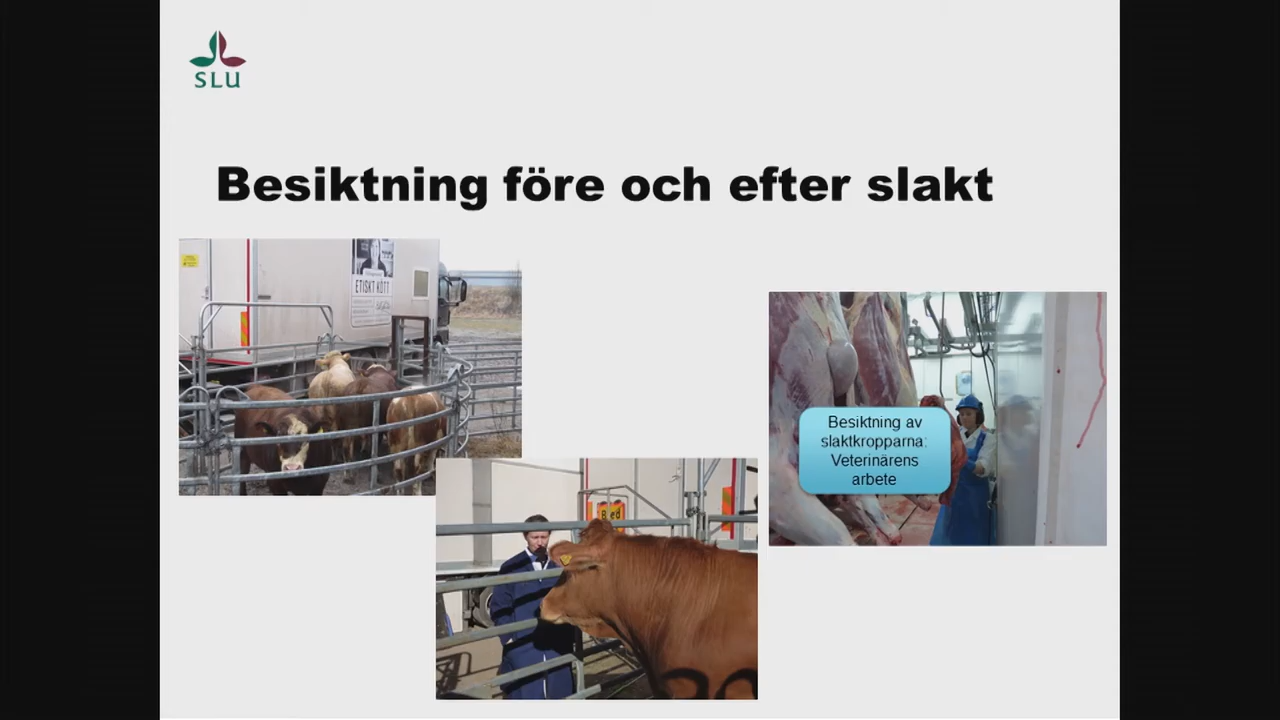 SLU
Besiktning före och efter slakt
ETISKT KÖTT
Besiktning av
slaktkropparna:
Veterinärens
arbete